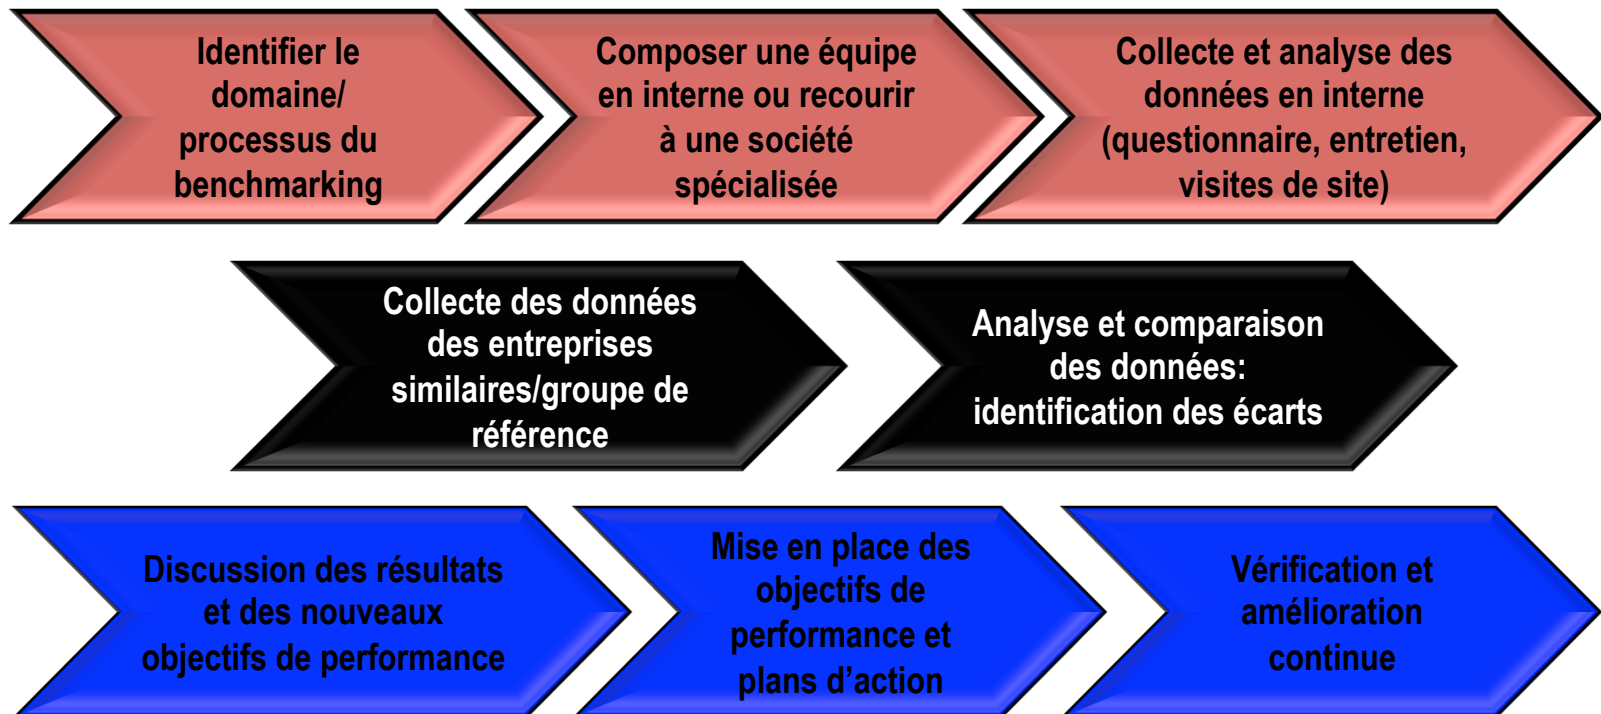 Identifier le
domaine/
processus du
benchmarking
Composer une équipe
en interne ou recourir
à une société
spécialisée
Collecte et analyse des
données en interne
(questionnaire, entretien,
visites de site)
Collecte des données
des entreprises
similaires/groupe de
référence
Analyse et comparaison
des données:
identification des écarts
Discussion des résultats
et des nouveaux
objectifs de performance
Mise en place des
objectifs de
performance et
plans d’action
Vérification et
amélioration
continue